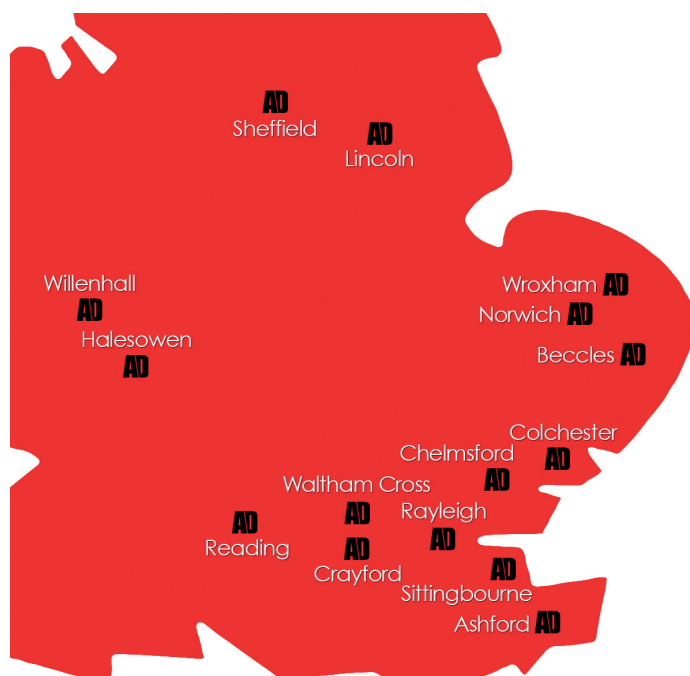 AD
Sheffield
AD
Lincoln
Willenhall
AD
Halesowen
AD
Wroxham AD
Norwich AD
Beccles AD
Colchester
AD
Chelmsford
AD
Waltham Cross
AD
Rayleigh
AD
AD
Reading
AD
Crayford
AD
Sittingbourne
Ashford AD